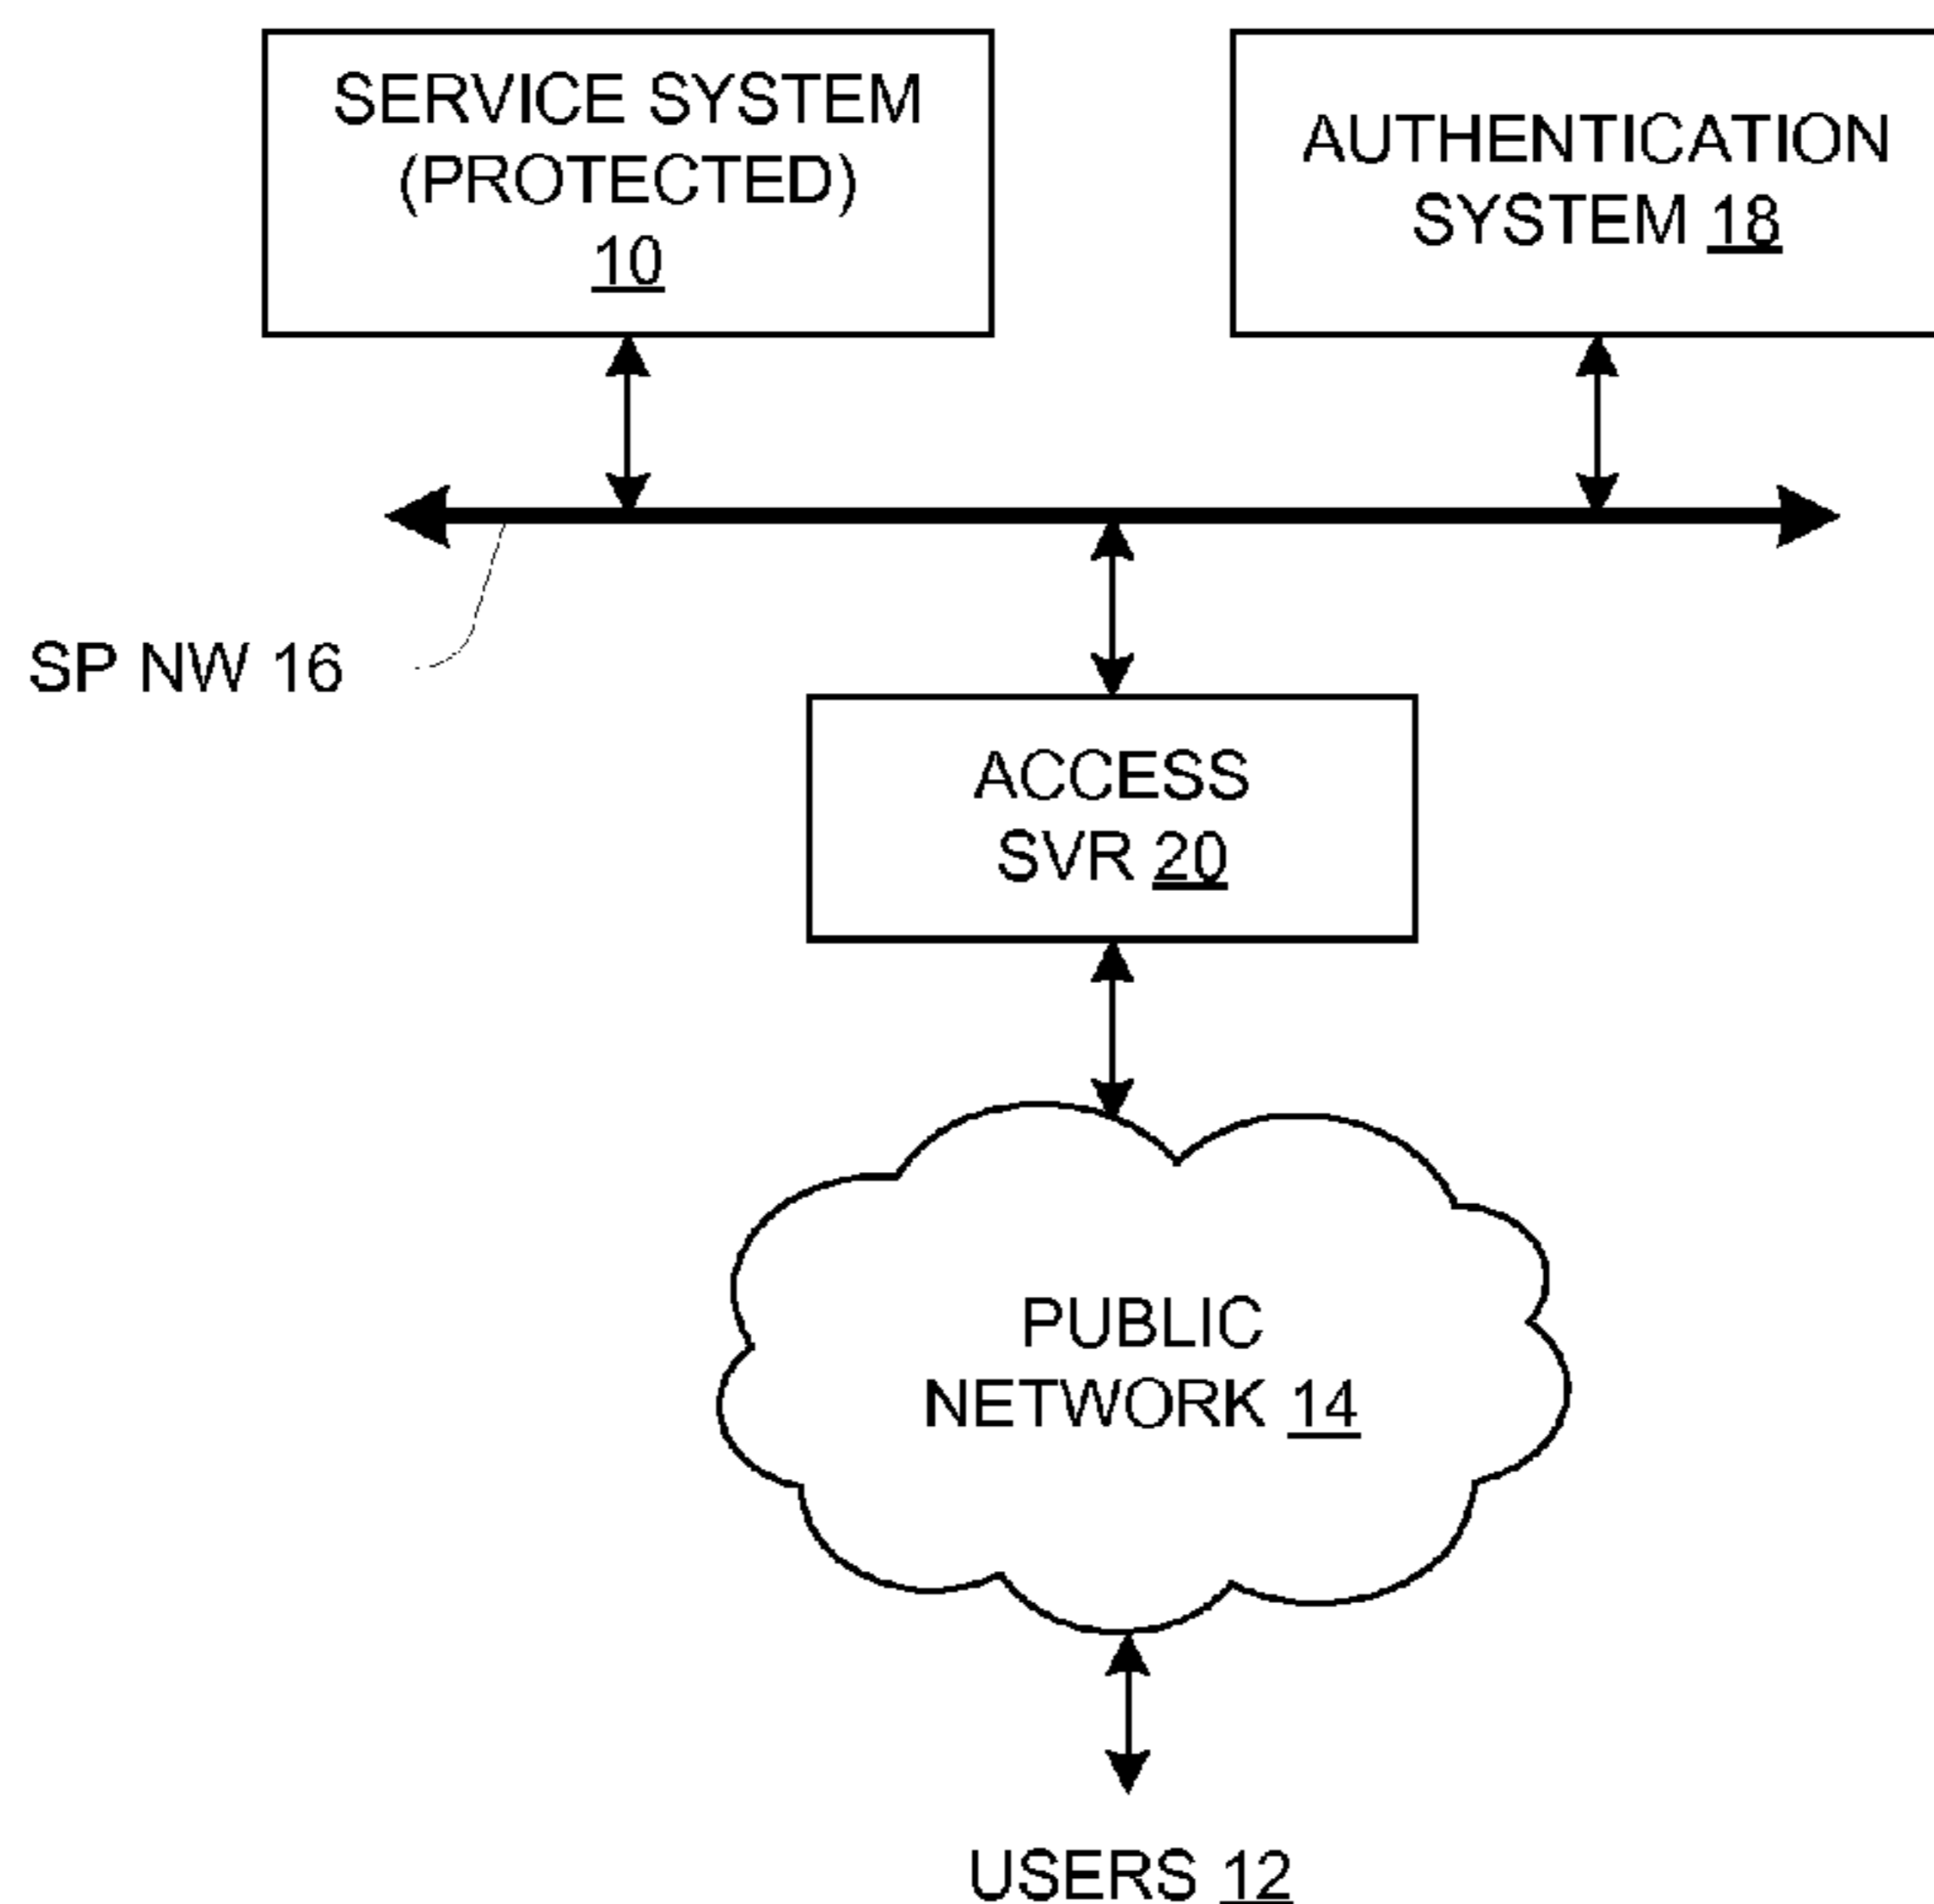 SERVICE SYSTEM
(PROTECTED)
10
AUTHENTICATION
SYSTEM 18
SP NW 16
ACCESS
SVR 20
PUBLIC
NETWORK 14
USERS 12